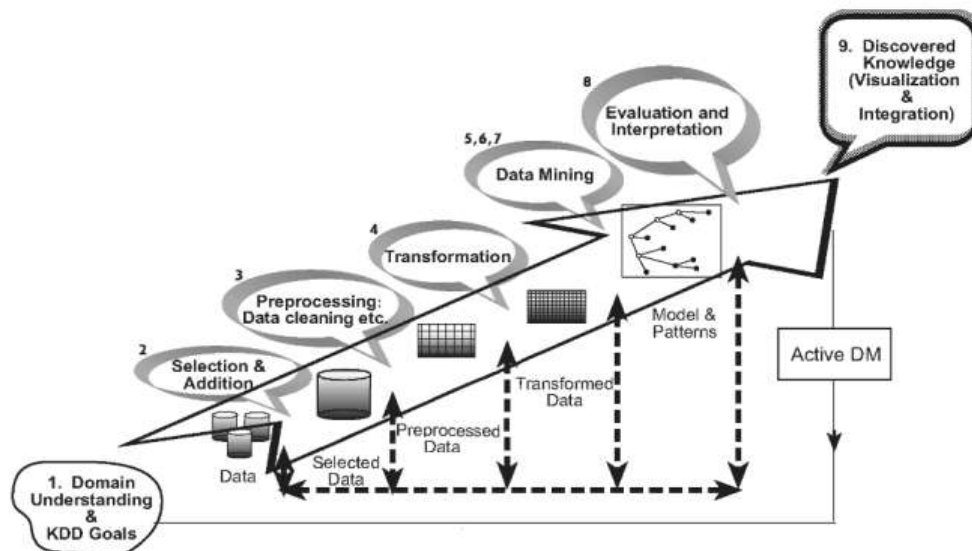 9. Discovered
Knowledge
(Visualization
&
Integration)
8
Evaluation and
Interpretation
5,6,7
Data Mining
4
Transformation
3
Preprocessing:
Data cleaning etc.
2
Selection &
Addition
Model &
Patterns
Active DM
Transformed
Data
Preprocessed
Data
Selected
Data
Data
1. Domain
Understanding
&
KDD Goals